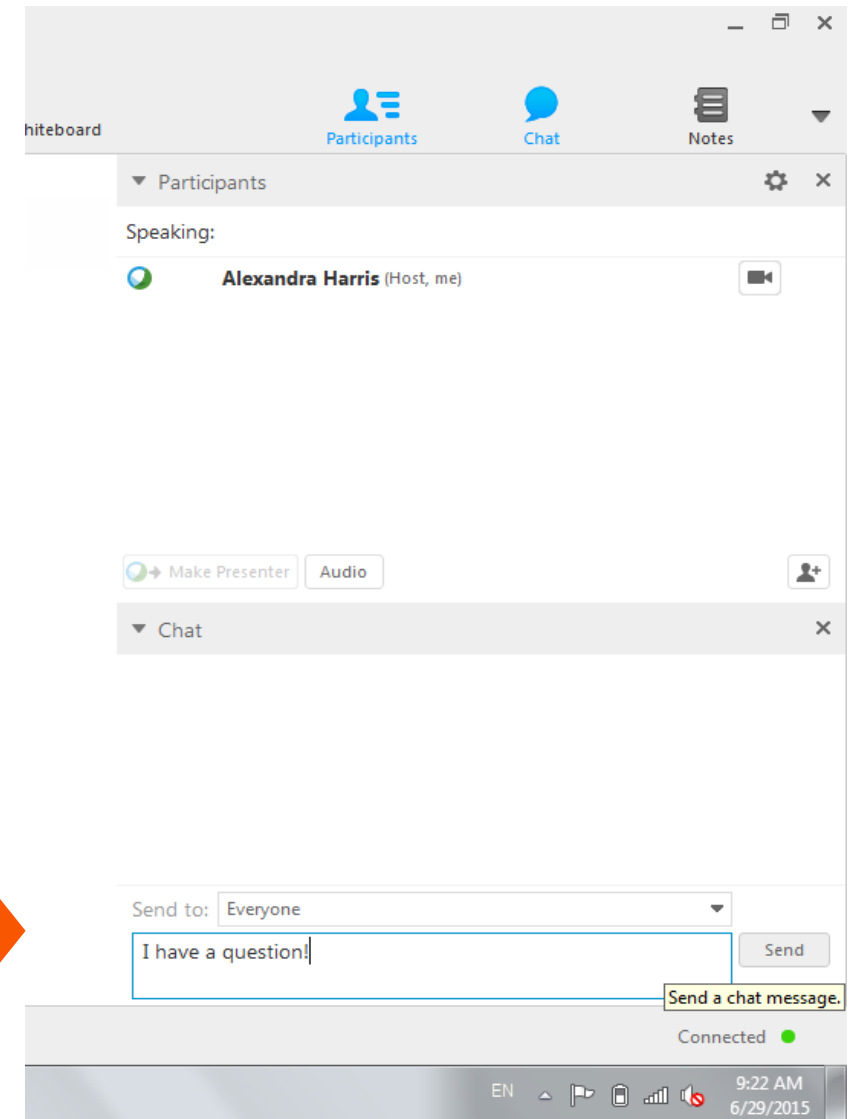 hiteboard
Participants
Chat
Notes
Participants
Speaking:
Alexandra Harris (Host, me)
Make Presenter
Audio
Chat
Send to: Everyone
I have a question!
Send
Send a chat message.
Connected
EN
9:22 AM
6/29/2015